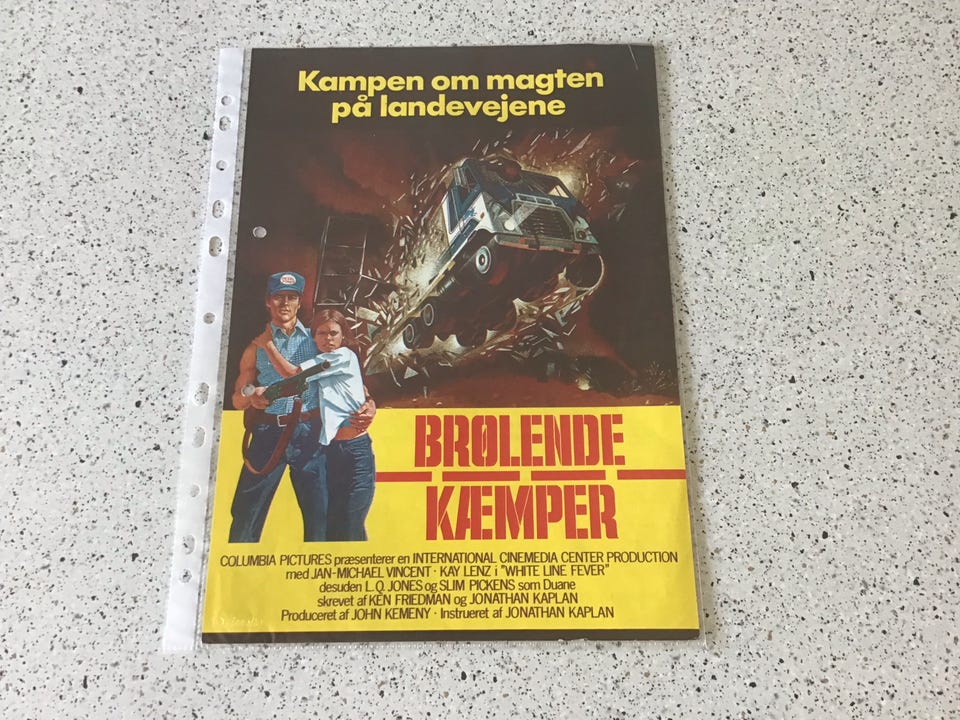 Kampen om magten
på landevejene
BRØLENDE
KÆMPER
COLUMBIA PICTURES præsenterer en INTERNATIONAL CINEMEDIA CENTER PRODUCTION
med JAN-MICHAEL VINCENT · KAY LENZ i "WHITE LINE FEVER"
desuden L.Q. JONES og SLIM PICKENS som Duane
skrevet af KEN FRIEDMAN og JONATHAN KAPLAN
Produceret af JOHN KEMENY · Instrueret af JONATHAN KAPLAN